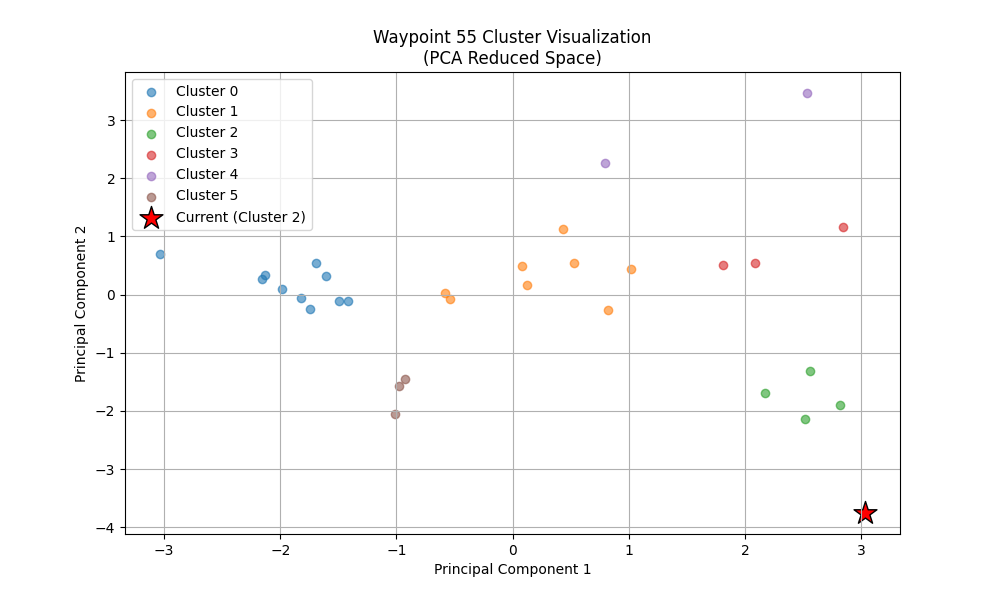 Waypoint 55 Cluster Visualization
(PCA Reduced Space)
Cluster 0
Cluster 1
Cluster 2
Cluster 3
Cluster 4
Cluster 5
Current (Cluster 2)
Principal Component 2
3
2
1
0
−1
−2
−3
−4
−3
−2
−1
0
1
2
3
Principal Component 1